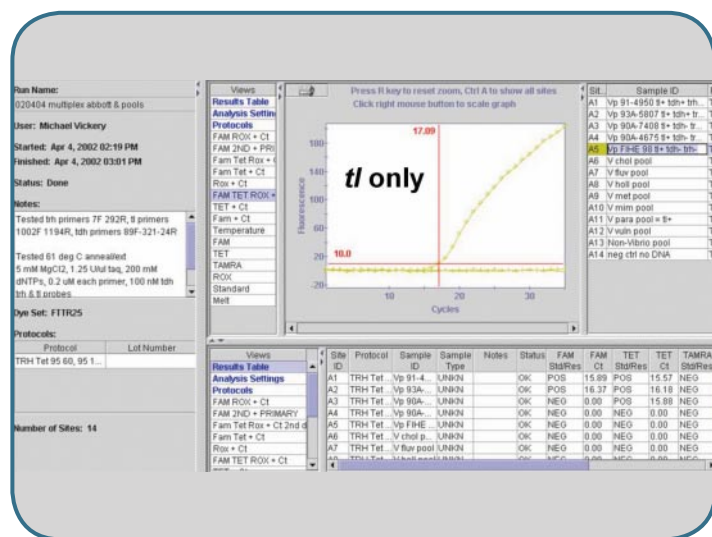 Run Name:
020404 multiplex abbott & pools
User: Michael Vickery
Started: Apr 4, 2002 02:19 PM
Finished: Apr 4, 2002 03:01 PM
Status: Done
Notes:
Tested trh primers 7F 292R, tl primers
1002F 1194R, tdh primers 89F-321-24R
Tested 61 deg C anneal/ed
5 mM MgCl2, 1.25 U/ul taq, 200 mM
dNTPs, 0.2 uM each primer, 100 nM tdh
trh & tl probes
Dye Set: FTTR25
Protocols:
Protocol Lot Number
TRH Tet 95 60, 95 1...
Number of Sites: 14
Views
Results Table
Analysis Settin
Protocols
FAM ROX + Ct
FAM 2ND + PRI
Fam Tet Rox +
Fam Tet + Ct
Rox + Ct
FAM TET ROX +
TET + Ct
Fam + Ct
Temperature
FAM
TET
TAMRA
ROX
Standard
Melt
Press R key to reset zoom, Ctrl A to show all sites
Click right mouse button to scale graph
17.09
tl only
10.0
Fluorescence
180
140
100
60
20
-20
10 20 30
Cycles
Sit... Sample ID
A1 Vp 91-4950 tl+ tdh+ trh...
A2 Vp 93A-5807 tl+ tdh+ tr...
A3 Vp 90A-7408 tl+ tdh- tr...
A4 Vp 90A-4675 tl+ tdh- tr...
A5 Vp FIHE 98 tl+ tdh- trh-
A6 V chol pool
A7 V fluv pool
A8 V holl pool
A9 V met pool
A10 V mim pool
A11 V para pool = tl+
A12 V vuln pool
A13 Non-Vibrio pool
A14 neg ctrl no DNA
Views
Results Table
Analysis Settings
Protocols
FAM ROX + Ct
FAM 2ND + PRIMARY
Fam Tet Rox + Ct 2nd d
Fam Tet + Ct
Rox + Ct
FAM TET ROX + Ct
Site ID Protocol Sample ID Sample Type Notes Status FAM Std/Res FAM Ct TET Std/Res TET Ct TAMRA Std/Res
A1 TRH Tet ... Vp 91-4... UNKN OK POS 15.89 POS 15.57 NEG
A2 TRH Tet ... Vp 93A-... UNKN OK POS 16.37 POS 16.18 NEG
A3 TRH Tet ... Vp 90A-... UNKN OK NEG 0.00 POS 15.88 NEG
A4 TRH Tet ... Vp 90A-... UNKN OK NEG 0.00 NEG 0.00 NEG
A5 TRH Tet ... Vp FIHE ... UNKN OK NEG 0.00 NEG 0.00 NEG
A6 TRH Tet ... V chol p... UNKN OK NEG 0.00 NEG 0.00 NEG
A7 TRH Tet ... V fluv pool UNKN OK NEG 0.00 NEG 0.00 NEG